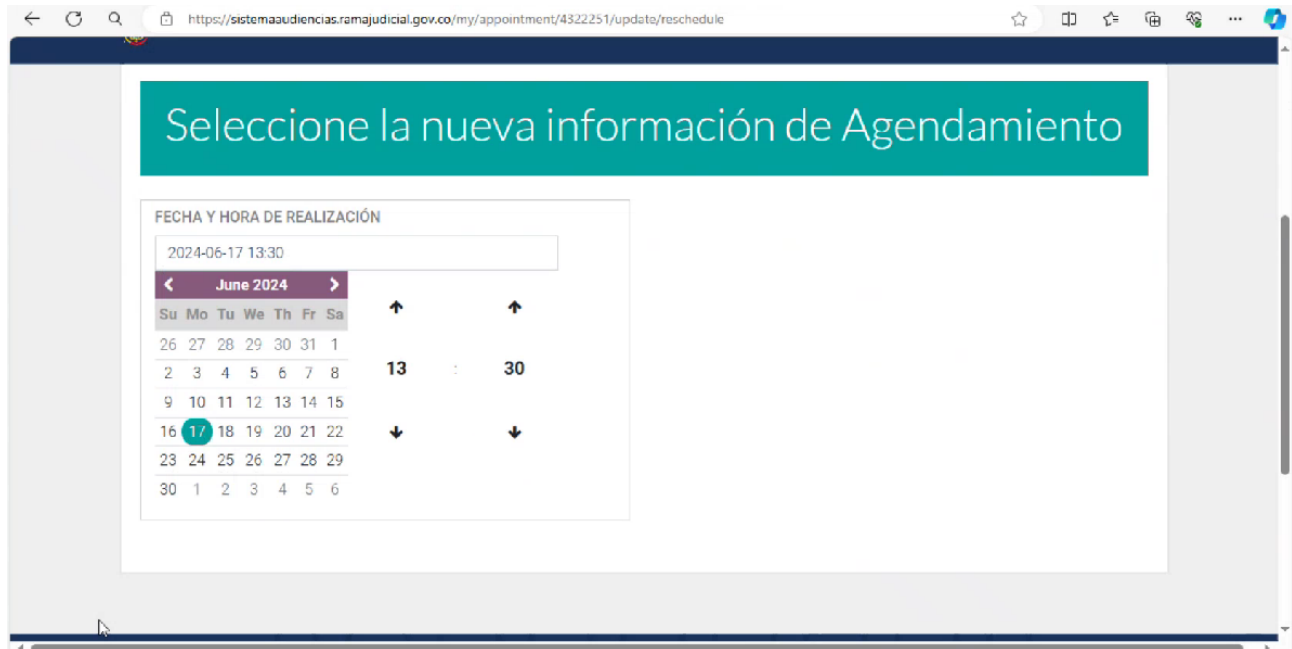 https://sistemaaudiencias.ramajudicial.gov.co/my/appointment/4322251/update/reschedule
Seleccione la nueva información de Agendamiento
FECHA Y HORA DE REALIZACIÓN
2024-06-17 13:30
June 2024
Su Mo Tu We Th Fr Sa
26 27 28 29 30 31 1
2 3 4 5 6 7 8
9 10 11 12 13 14 15
16 17 18 19 20 21 22
23 24 25 26 27 28 29
30 1 2 3 4 5 6
13 : 30